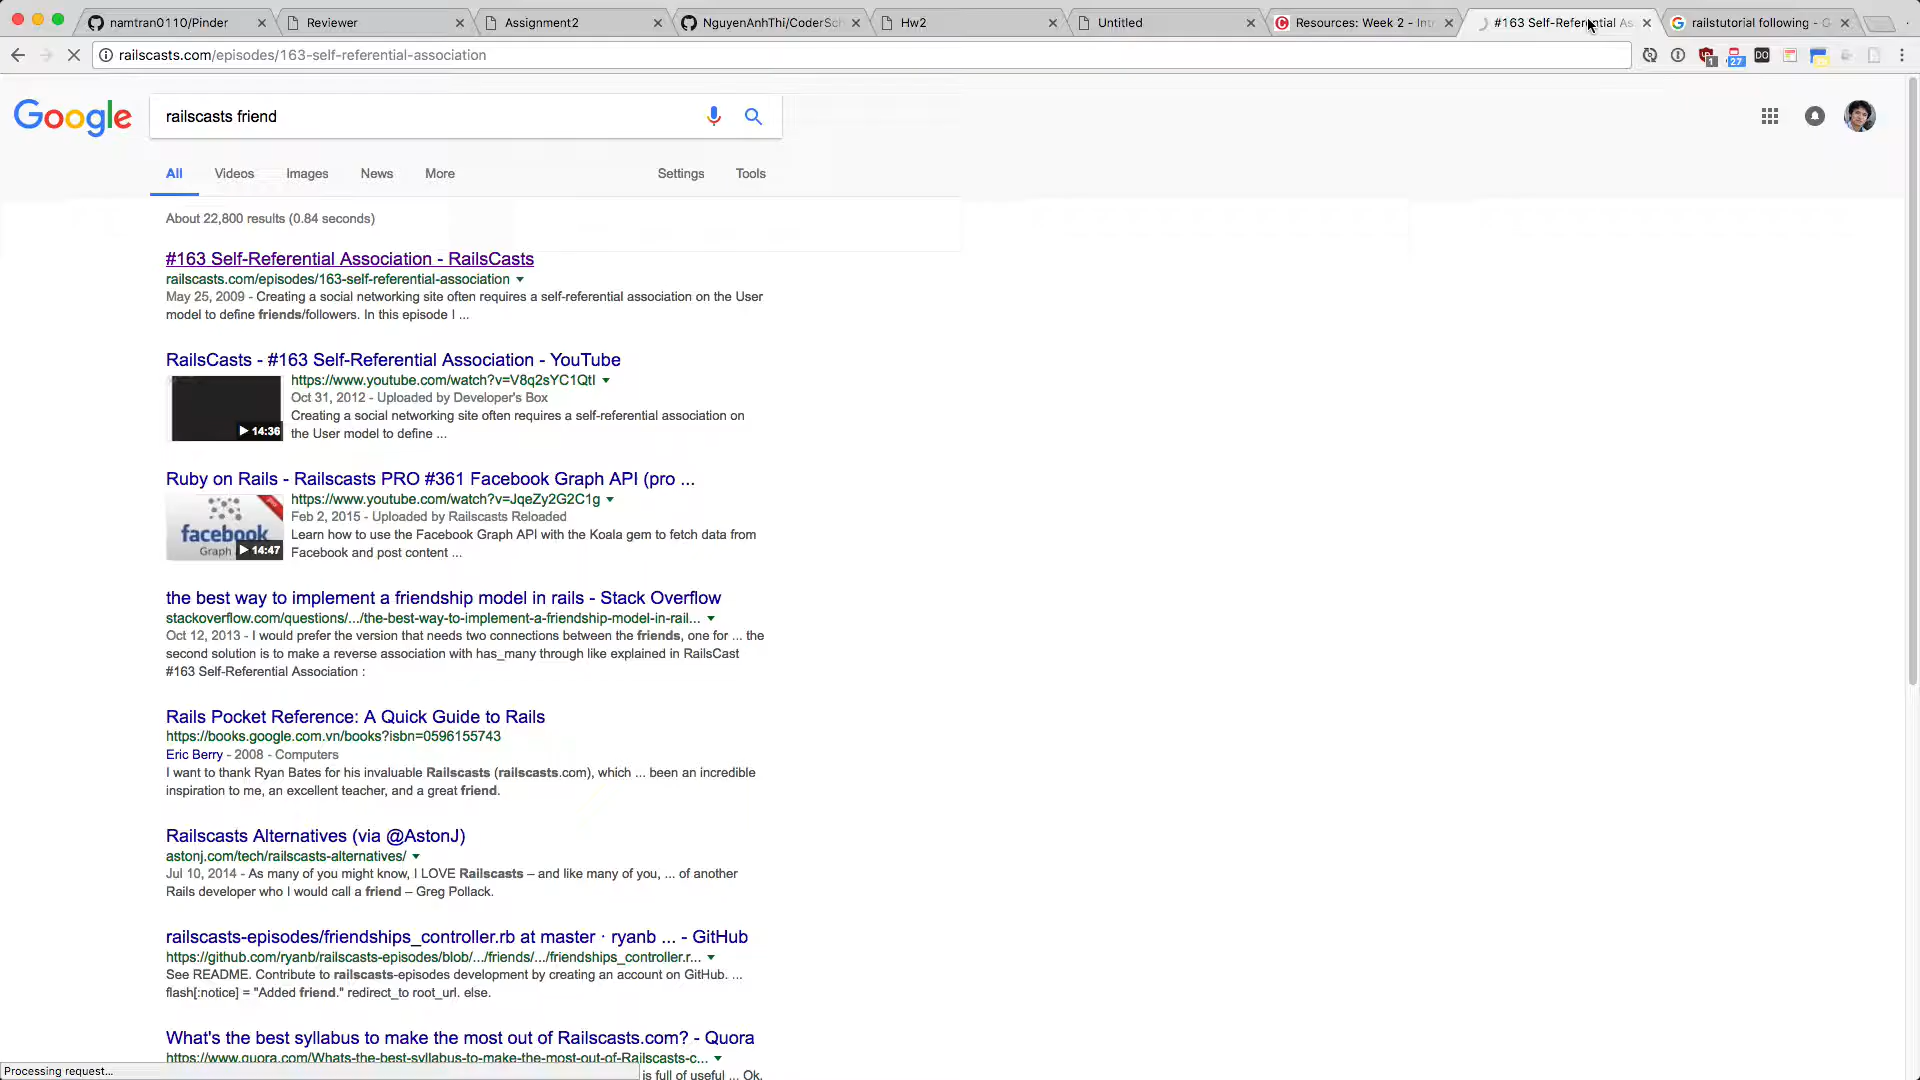 namtran0110/Pinder
Reviewer
Assignment2
NguyenAnhThi/CoderSch
Hw2
Untitled
Resources: Week 2 - Intr
#163 Self-Referential As
railstutorial following - G
railscasts.com/episodes/163-self-referential-association
1
27
DO
Google
railscasts friend
All
Videos
Images
News
More
Settings
Tools
About 22,800 results (0.84 seconds)
#163 Self-Referential Association - RailsCasts
railscasts.com/episodes/163-self-referential-association
May 25, 2009 - Creating a social networking site often requires a self-referential association on the User
model to define friends/followers. In this episode I ...
RailsCasts - #163 Self-Referential Association - YouTube
https://www.youtube.com/watch?v=V8q2sYC1QtI
14:36
Oct 31, 2012 - Uploaded by Developer's Box
Creating a social networking site often requires a self-referential association on
the User model to define ...
Ruby on Rails - Railscasts PRO #361 Facebook Graph API (pro ...
https://www.youtube.com/watch?v=JqeZy2G2C1g
facebook
Graph
14:47
Feb 2, 2015 - Uploaded by Railscasts Reloaded
Learn how to use the Facebook Graph API with the Koala gem to fetch data from
Facebook and post content ...
the best way to implement a friendship model in rails - Stack Overflow
stackoverflow.com/questions/.../the-best-way-to-implement-a-friendship-model-in-rail...
Oct 12, 2013 - I would prefer the version that needs two connections between the friends, one for ... the
second solution is to make a reverse association with has_many through like explained in RailsCast
#163 Self-Referential Association :
Rails Pocket Reference: A Quick Guide to Rails
https://books.google.com.vn/books?isbn=0596155743
Eric Berry - 2008 - Computers
I want to thank Ryan Bates for his invaluable Railscasts (railscasts.com), which ... been an incredible
inspiration to me, an excellent teacher, and a great friend.
Railscasts Alternatives (via @AstonJ)
astonj.com/tech/railscasts-alternatives/
Jul 10, 2014 - As many of you might know, I LOVE Railscasts – and like many of you, ... of another
Rails developer who I would call a friend – Greg Pollack.
railscasts-episodes/friendships_controller.rb at master · ryanb ... - GitHub
https://github.com/ryanb/railscasts-episodes/blob/.../friends/.../friendships_controller.r...
See README. Contribute to railscasts-episodes development by creating an account on GitHub. ...
flash[:notice] = "Added friend." redirect_to root_url. else.
What's the best syllabus to make the most out of Railscasts.com? - Quora
https://www.quora.com/Whats-the-best-syllabus-to-make-the-most-out-of-Railscasts-c...
is full of useful ... Ok.
Processing request...